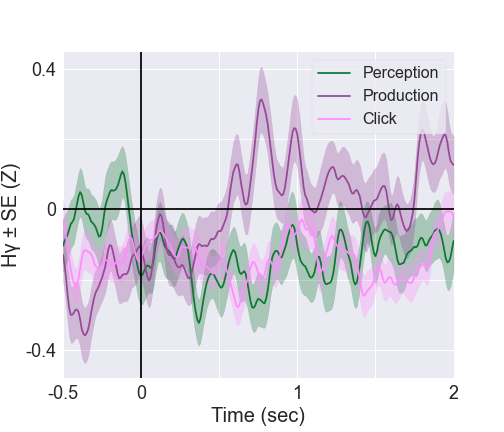 Perception
Production
Click
0.4
0
-0.4
Hγ ± SE (Z)
-0.5
0
1
2
Time (sec)